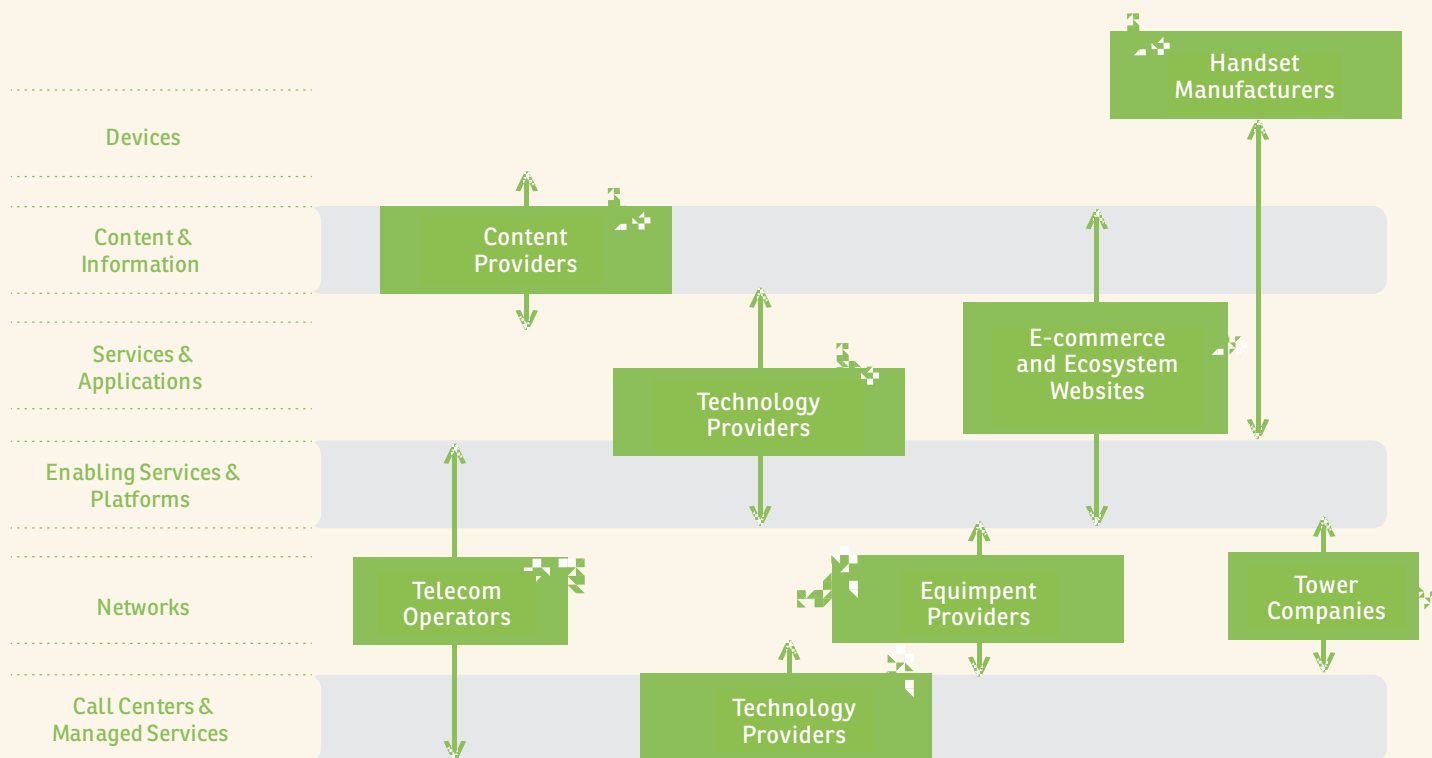 Handset
Manufacturers
Devices
Content &
Information
Content
Providers
Services &
Applications
E-commerce
and Ecosystem
Websites
Technology
Providers
Enabling Services &
Platforms
Networks
Telecom
Operators
Equimpent
Providers
Tower
Companies
Call Centers &
Managed Services
Technology
Providers